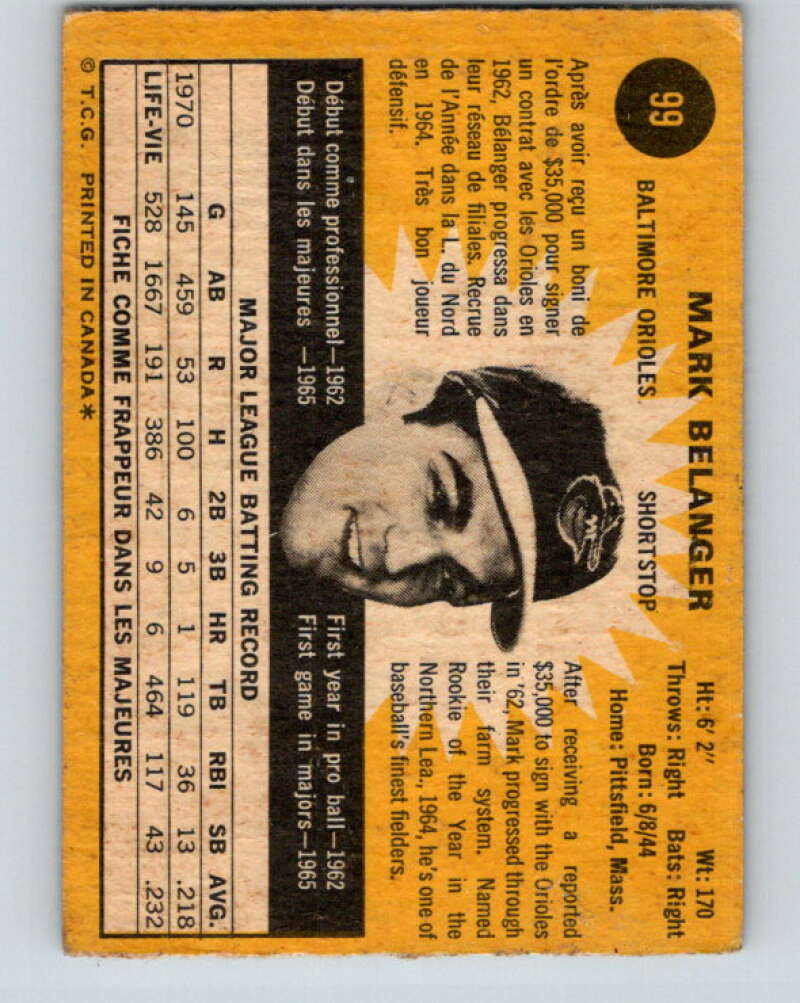 99
MARK BELANGER
BALTIMORE ORIOLES
SHORTSTOP
Ht: 6' 2" Wt: 170
Throws: Right Bats: Right
Born: 6/8/44
Home: Pittsfield, Mass.
Après avoir reçu un boni de
l'ordre de $35,000 pour signer
un contrat avec les Orioles en
1962, Bélanger progressa dans
leur réseau de filiales. Recrue
de l'Année dans la L. du Nord
en 1964. Très bon joueur
défensif.
After receiving a reported
$35,000 to sign with the Orioles
in '62, Mark progressed through
their farm system. Named
Rookie of the Year in the
Northern Lea., 1964, he's one of
baseball's finest fielders.
Début comme professionnel—1962
Début dans les majeures —1965
First year in pro ball—1962
First game in majors—1965
MAJOR LEAGUE BATTING RECORD
G AB R H 2B 3B HR TB RBI SB AVG.
1970 145 459 53 100 6 5 1 119 36 13 .218
LIFE-VIE 528 1667 191 386 42 9 6 464 117 43 .232
FICHE COMME FRAPPEUR DANS LES MAJEURES
© T.C.G. PRINTED IN CANADA *